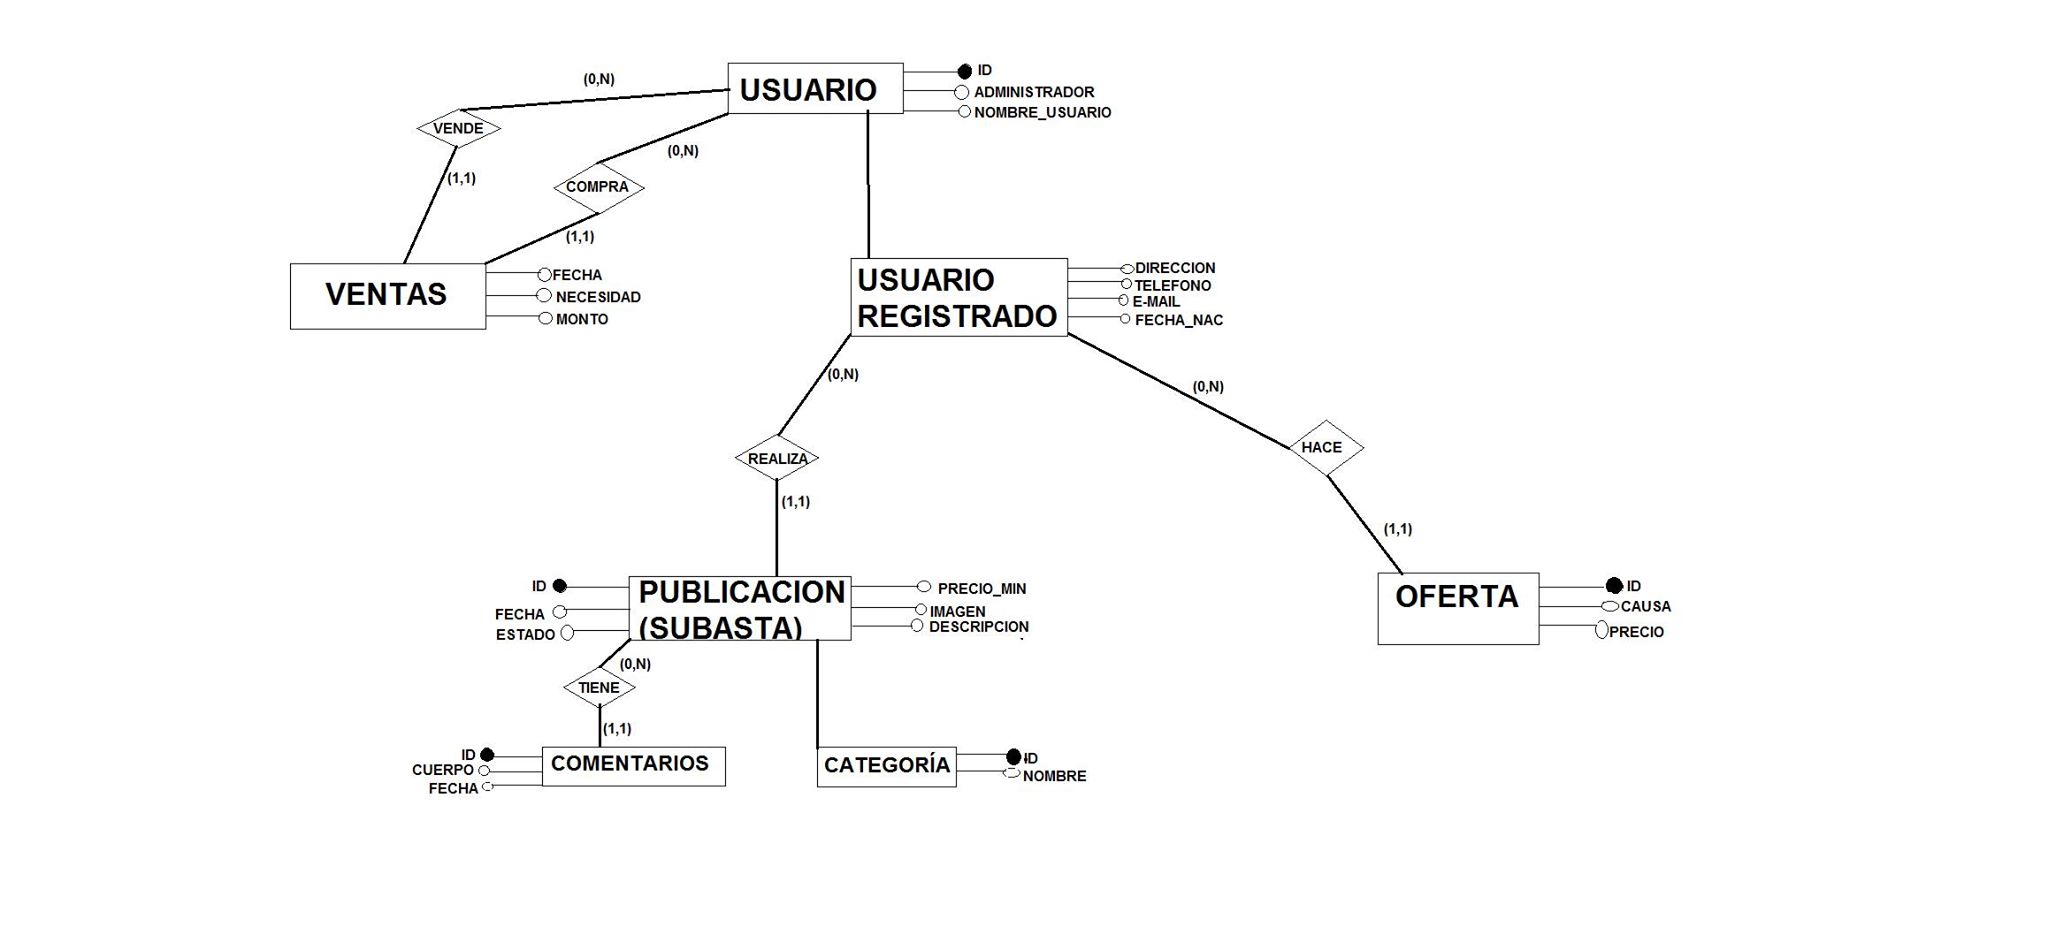 USUARIO
ID
ADMINISTRADOR
NOMBRE_USUARIO
(0,N)
VENDE
(1,1)
(0,N)
COMPRA
(1,1)
VENTAS
FECHA
NECESIDAD
MONTO
USUARIO
REGISTRADO
DIRECCION
TELEFONO
E-MAIL
FECHA_NAC
(0,N)
REALIZA
(1,1)
(0,N)
HACE
(1,1)
PUBLICACION
(SUBASTA)
ID
FECHA
ESTADO
PRECIO_MIN
IMAGEN
DESCRIPCION
OFERTA
ID
CAUSA
PRECIO
(0,N)
TIENE
(1,1)
COMENTARIOS
ID
CUERPO
FECHA
CATEGORÍA
ID
NOMBRE